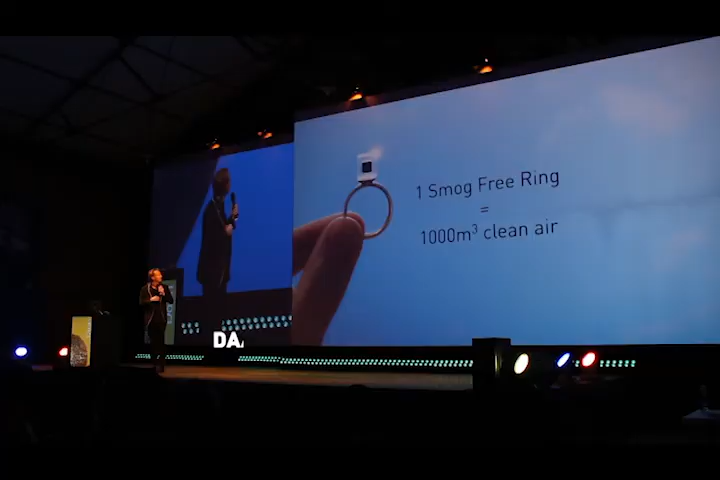 1 Smog Free Ring
=
1000m³ clean air
DA.